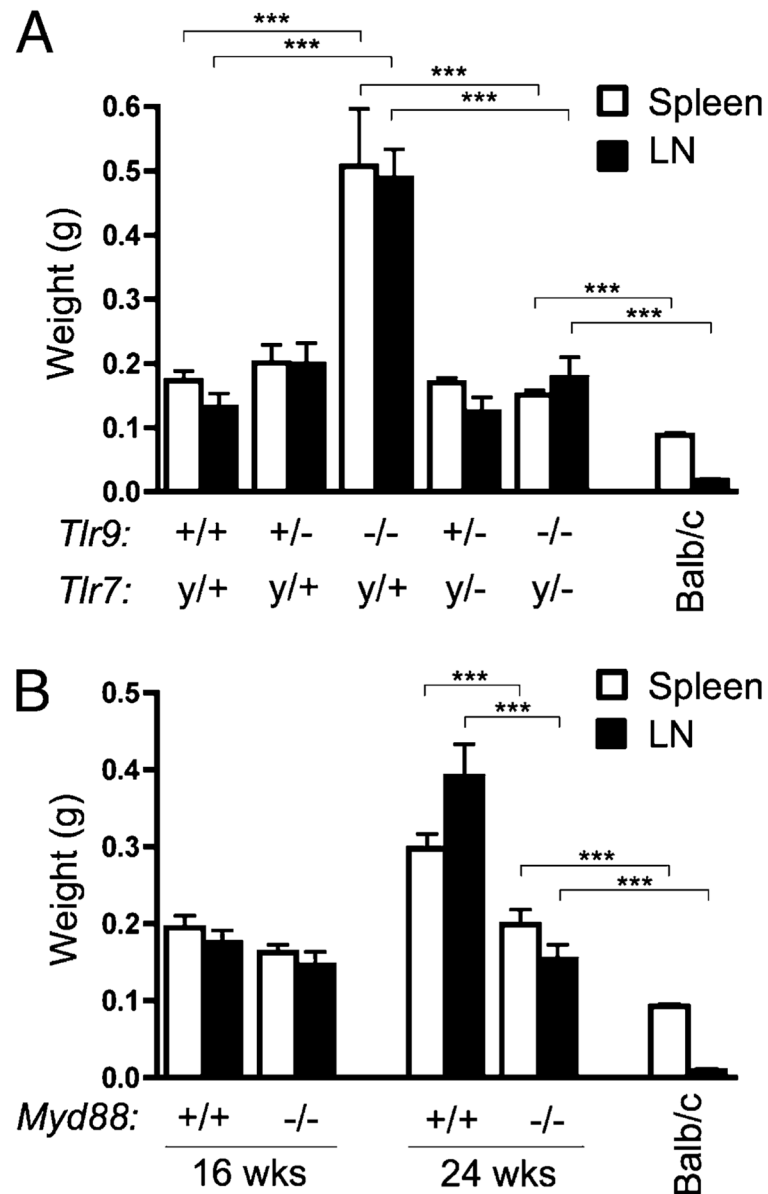 A
***
***
***
***
Spleen
LN
Weight (g)
0.6
0.5
0.4
0.3
0.2
0.1
0.0
***
***
Tlr9: +/+ +/- -/- +/- -/-
Tlr7: y/+ y/+ y/+ y/- y/-
Balb/c
B
***
***
Spleen
LN
Weight (g)
0.5
0.4
0.3
0.2
0.1
0.0
***
***
Myd88: +/+ -/- +/+ -/-
16 wks 24 wks
Balb/c